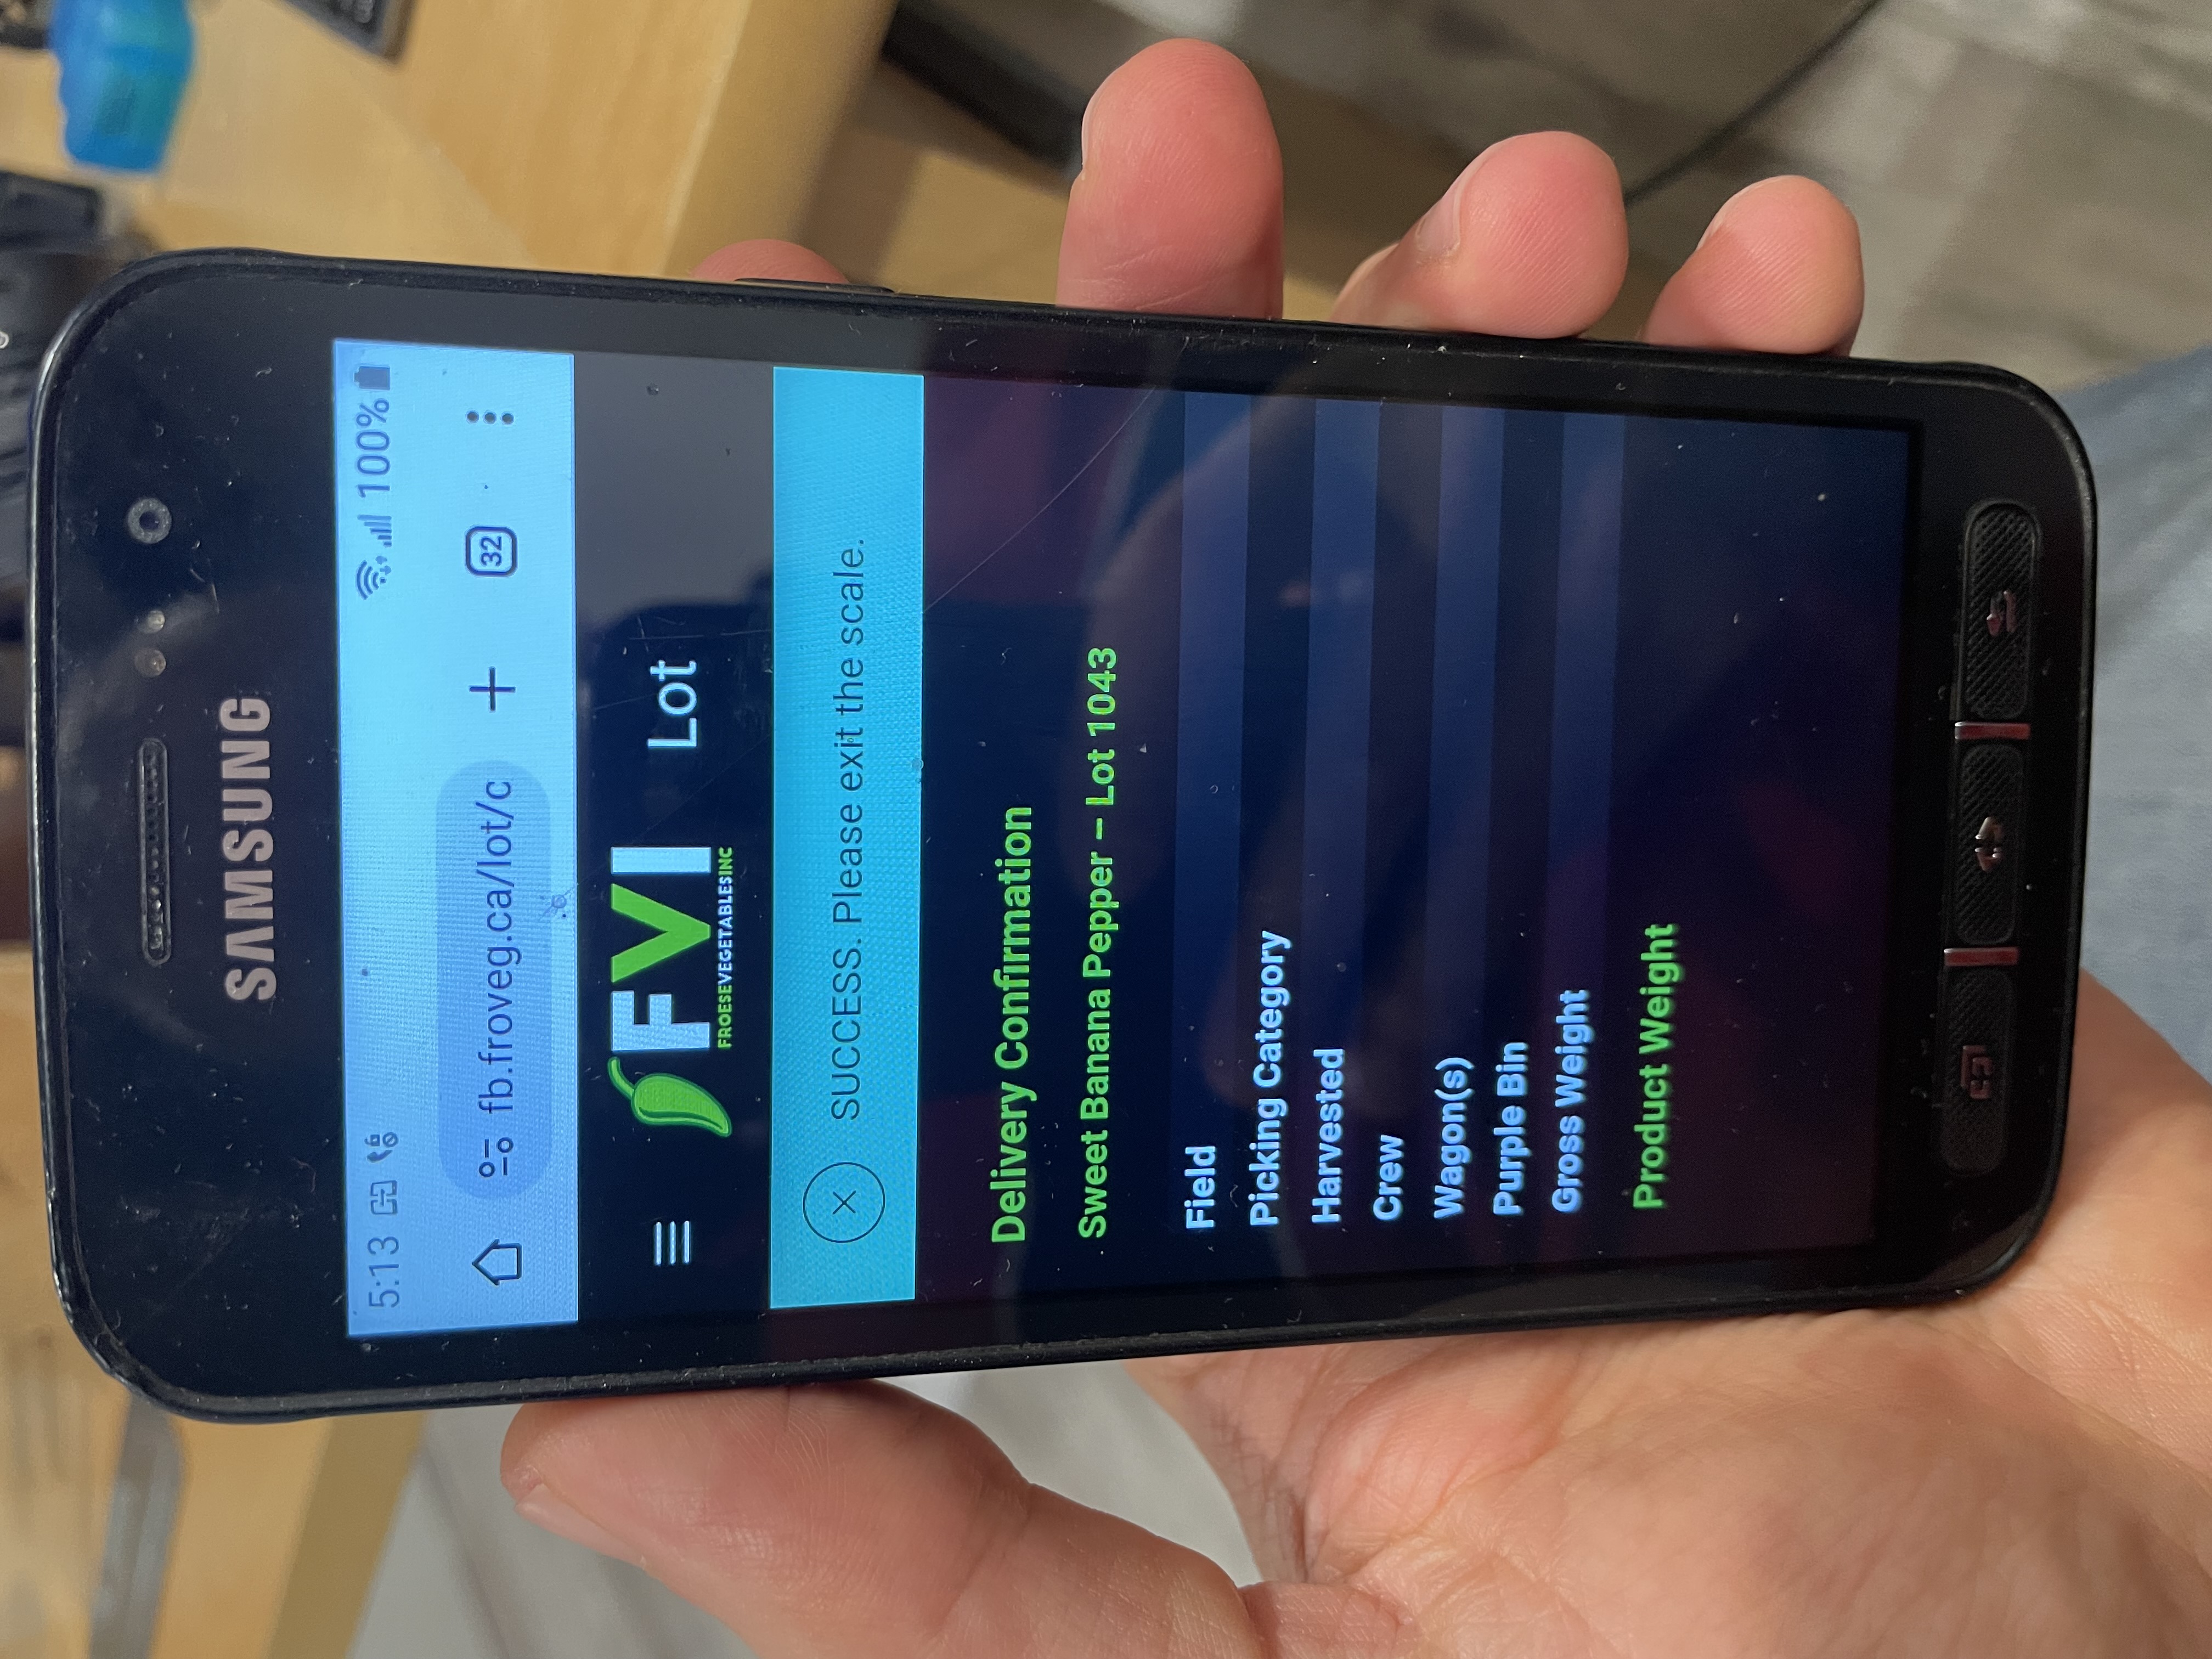 SAMSUNG
5:13 100%
fb.froveg.ca/lot/c 32
FVI Lot
FROESEVEGETABLESINC
SUCCESS. Please exit the scale.
Delivery Confirmation
Sweet Banana Pepper – Lot 1043
Field
Picking Category
Harvested
Crew
Wagon(s)
Purple Bin
Gross Weight
Product Weight